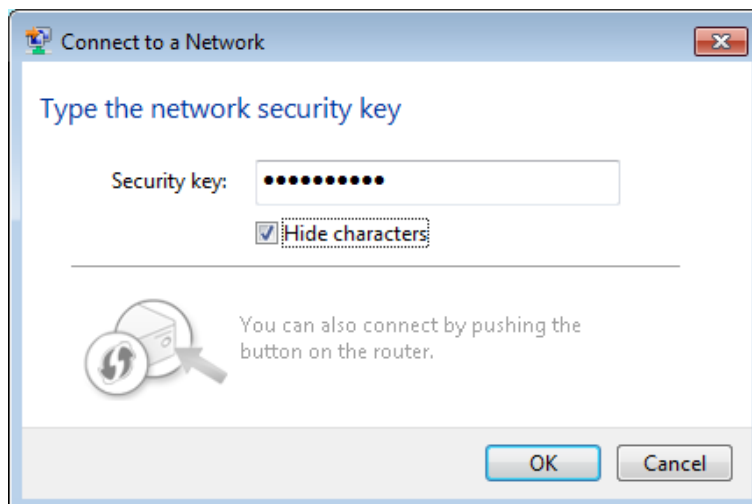 Connect to a Network
Type the network security key
Security key: ••••••••••
Hide characters
You can also connect by pushing the
button on the router.
OK Cancel